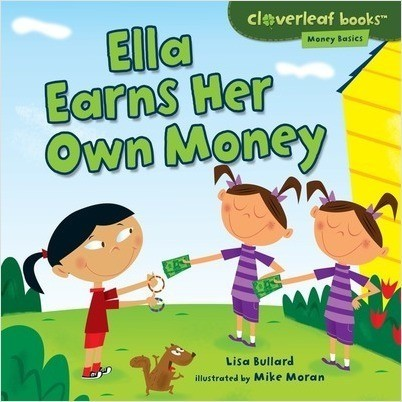 cloverleaf books™
Money Basics
Ella
Earns Her
Own Money
Lisa Bullard
illustrated by Mike Moran